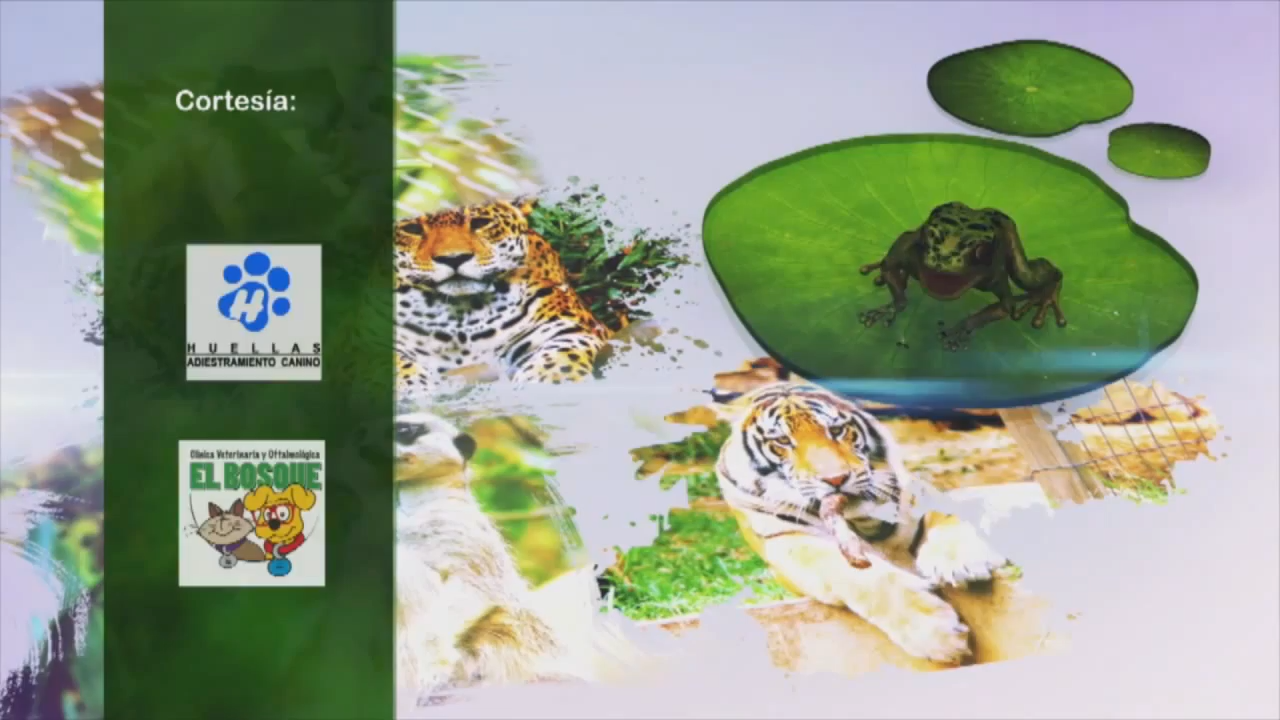 Cortesía:
H
HUELLAS
ADIESTRAMIENTO CANINO
Clínica Veterinaria y Oftalmológica
EL BOSQUE